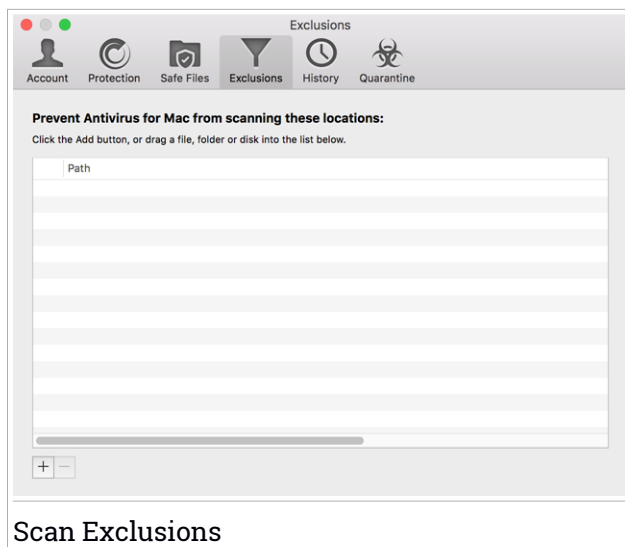 Exclusions
Account Protection Safe Files Exclusions History Quarantine
Prevent Antivirus for Mac from scanning these locations:
Click the Add button, or drag a file, folder or disk into the list below.
Path
+ −
Scan Exclusions